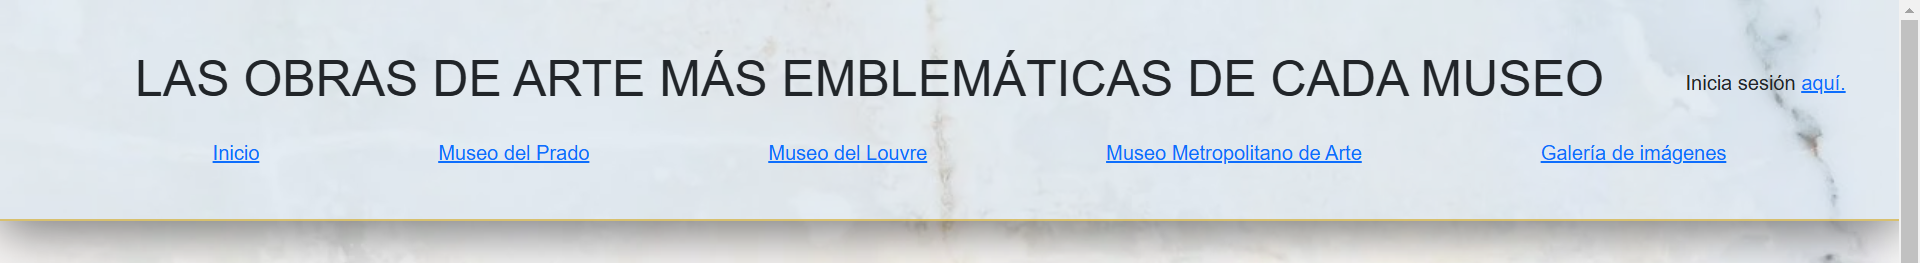 LAS OBRAS DE ARTE MÁS EMBLEMÁTICAS DE CADA MUSEO
Inicia sesión aquí.
Inicio Museo del Prado Museo del Louvre Museo Metropolitano de Arte Galería de imágenes